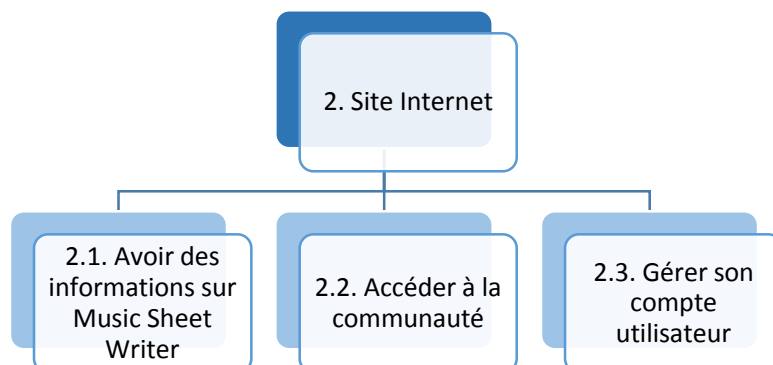 2. Site Internet
2.1. Avoir des
informations sur
Music Sheet
Writer
2.2. Accéder à la
communauté
2.3. Gérer son
compte
utilisateur